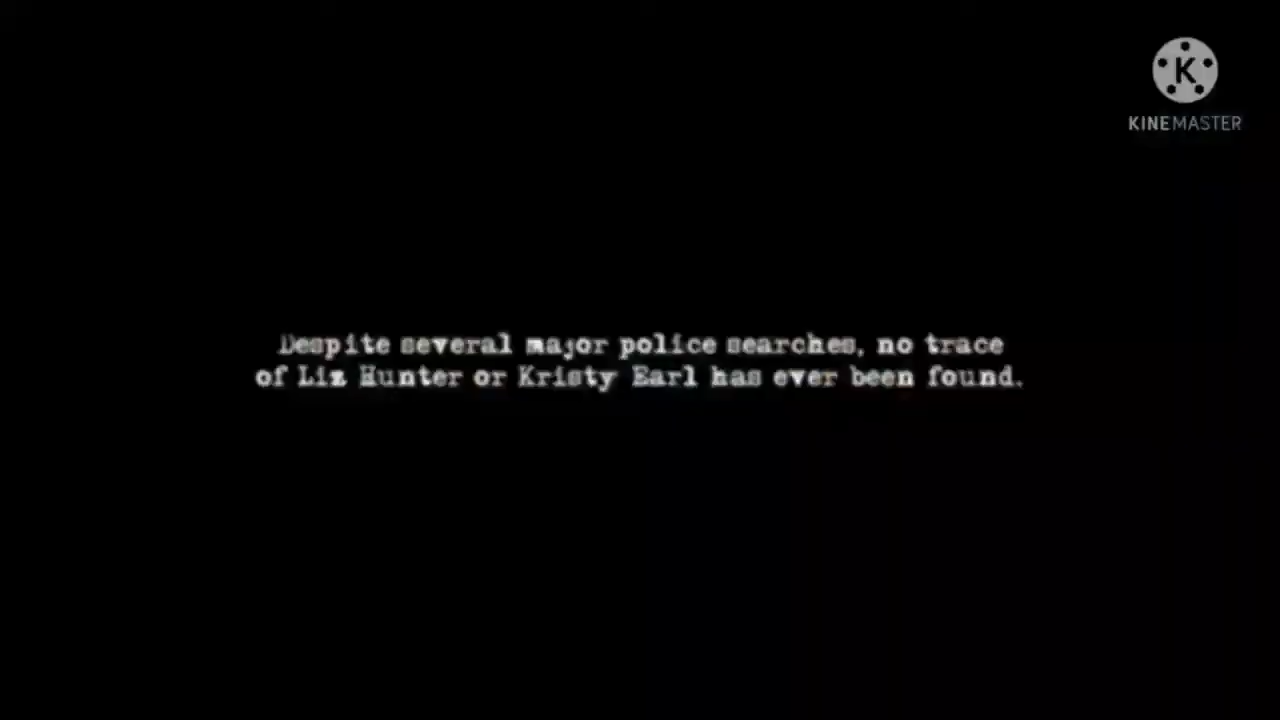 KINEMASTER
Despite several major police searches, no trace
of Liz Hunter or Kristy Earl has ever been found.